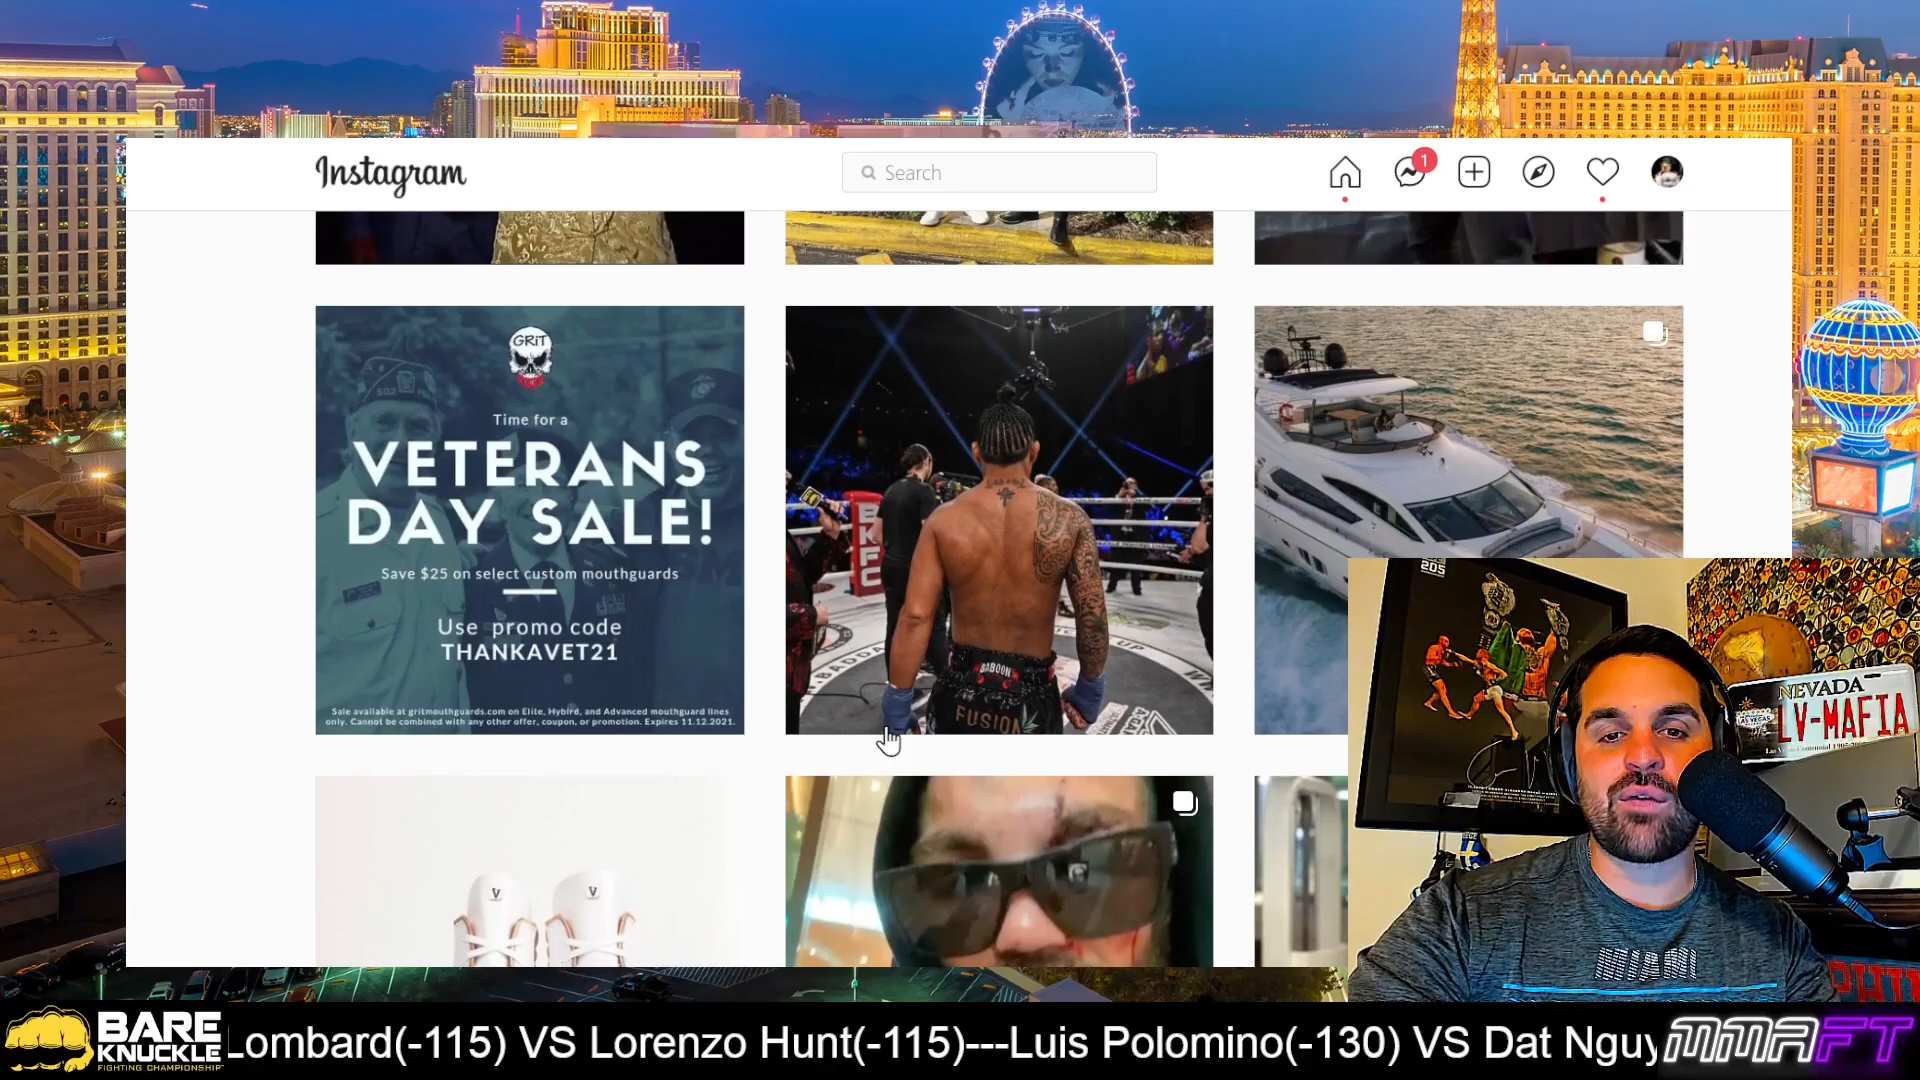 Instagram
Search
1
GRiT
Time for a
VETERANS
DAY SALE!
Save $25 on select custom mouthguards
Use promo code
THANKAVET21
Sale available at gritmouthguards.com on Elite, Hybird, and Advanced mouthguard lines
only. Cannot be combined with any other offer, coupon, or promotion. Expires 11.12.2021.
BKFC
BABOON
FUSION
V
V
205
NEVADA
LV-MAFIA
MIAMI
BARE
KNUCKLE
FIGHTING CHAMPIONSHIP
Lombard(-115) VS Lorenzo Hunt(-115)---Luis Polomino(-130) VS Dat Nguy
MMAFT